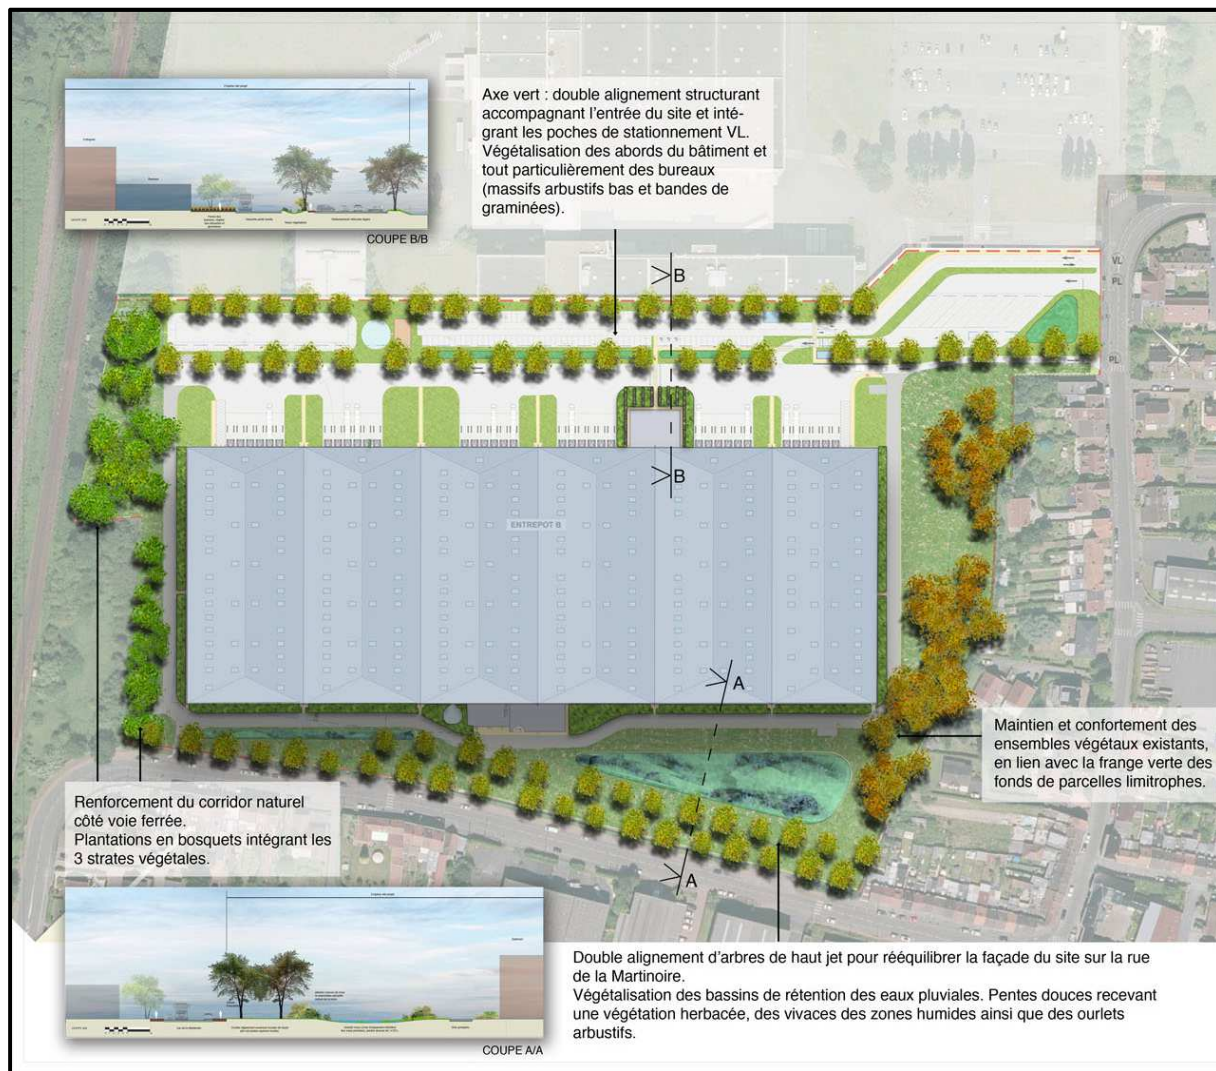 Axe vert : double alignement structurant
accompagnant l'entrée du site et inté-
grant les poches de stationnement VL.
Végétalisation des abords du bâtiment et
tout particulièrement des bureaux
(massifs arbustifs bas et bandes de
graminées).
COUPE B/B
B
VL
PL
PL
B
ENTREPOT B
A
Maintien et confortement des
ensembles végétaux existants,
en lien avec la frange verte des
fonds de parcelles limitrophes.
Renforcement du corridor naturel
côté voie ferrée.
Plantations en bosquets intégrant les
3 strates végétales.
A
Double alignement d'arbres de haut jet pour rééquilibrer la façade du site sur la rue
de la Martinoire.
Végétalisation des bassins de rétention des eaux pluviales. Pentes douces recevant
une végétation herbacée, des vivaces des zones humides ainsi que des ourlets
arbustifs.
COUPE A/A